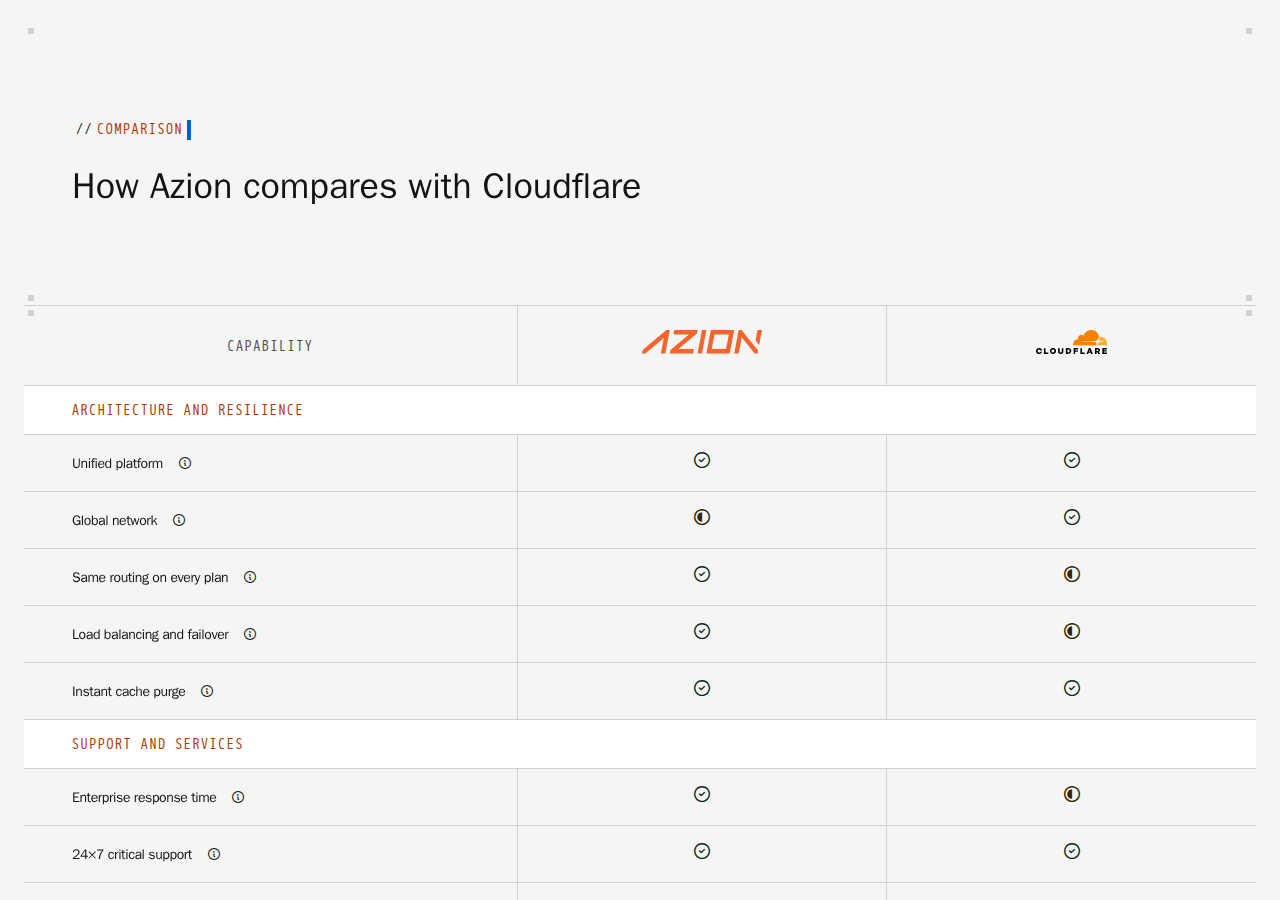 // COMPARISON
How Azion compares with Cloudflare
CAPABILITY AZION CLOUDFLARE
ARCHITECTURE AND RESILIENCE
Unified platform
Global network
Same routing on every plan
Load balancing and failover
Instant cache purge
SUPPORT AND SERVICES
Enterprise response time
24×7 critical support